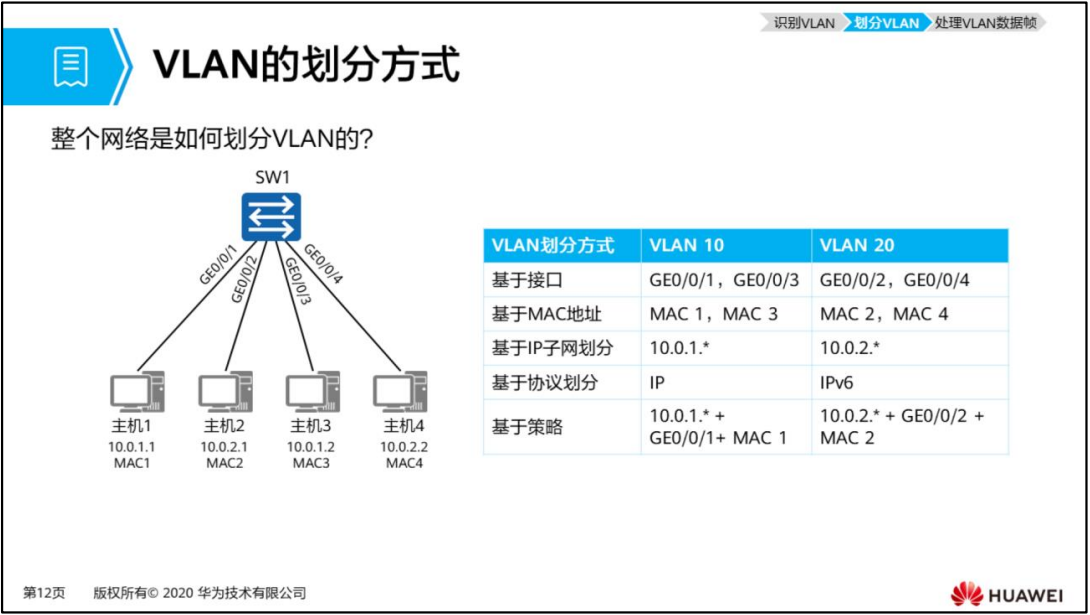 识别VLAN 划分VLAN 处理VLAN数据帧
VLAN的划分方式
整个网络是如何划分VLAN的？
SW1
GE0/0/1
GE0/0/2
GE0/0/3
GE0/0/4
主机1 主机2 主机3 主机4
10.0.1.1 10.0.2.1 10.0.1.2 10.0.2.2
MAC1 MAC2 MAC3 MAC4
VLAN划分方式 VLAN 10 VLAN 20
基于接口 GE0/0/1，GE0/0/3 GE0/0/2，GE0/0/4
基于MAC地址 MAC 1，MAC 3 MAC 2，MAC 4
基于IP子网划分 10.0.1.* 10.0.2.*
基于协议划分 IP IPv6
基于策略 10.0.1.* + GE0/0/1+ MAC 1 10.0.2.* + GE0/0/2 + MAC 2
第12页 版权所有© 2020 华为技术有限公司
HUAWEI